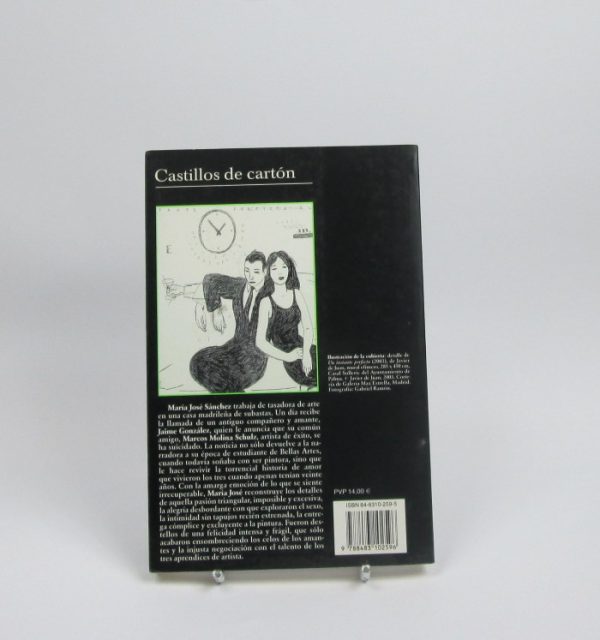 Castillos de cartón
E
María José Sánchez trabaja de tasadora de arte
en una casa madrileña de subastas. Un día recibe
la llamada de un antiguo compañero y amante,
Jaime González, quien le anuncia que su común
amigo, Marcos Molina Schulz, artista de éxito, se
ha suicidado. La noticia no sólo devuelve a la na-
rradora a su época de estudiante de Bellas Artes,
cuando todavía soñaba con ser pintora, sino que
le hace revivir la torrencial historia de amor
que vivieron los tres cuando apenas tenían veinte
años. Con la amarga emoción de lo que se siente
irrecuperable, María José reconstruye los detalles
de aquella pasión triangular, imposible y excesiva,
la alegría desbordante con que exploraron el sexo,
la intimidad sin tapujos recién estrenada, la entre-
ga cómplice y excluyente a la pintura. Fueron des-
tellos de una felicidad intensa y frágil, que sólo
acabaron ensombreciendo los celos de los aman-
tes y la injusta negociación con el talento de los
tres aprendices de artista.
Ilustración de la cubierta: detalle de
Un instante perfecto (2002), de Javier
de Juan, mural cerámico,
Casal Solleric del Ayuntamiento de
Palma. © Javier de Juan, 2003. Corte-
sía de Galería Max Estrella, Madrid.
Fotografía: Gabriel Ramon.
PVP 14,00 €
ISBN 84-8310-259-5
9 788483 102596